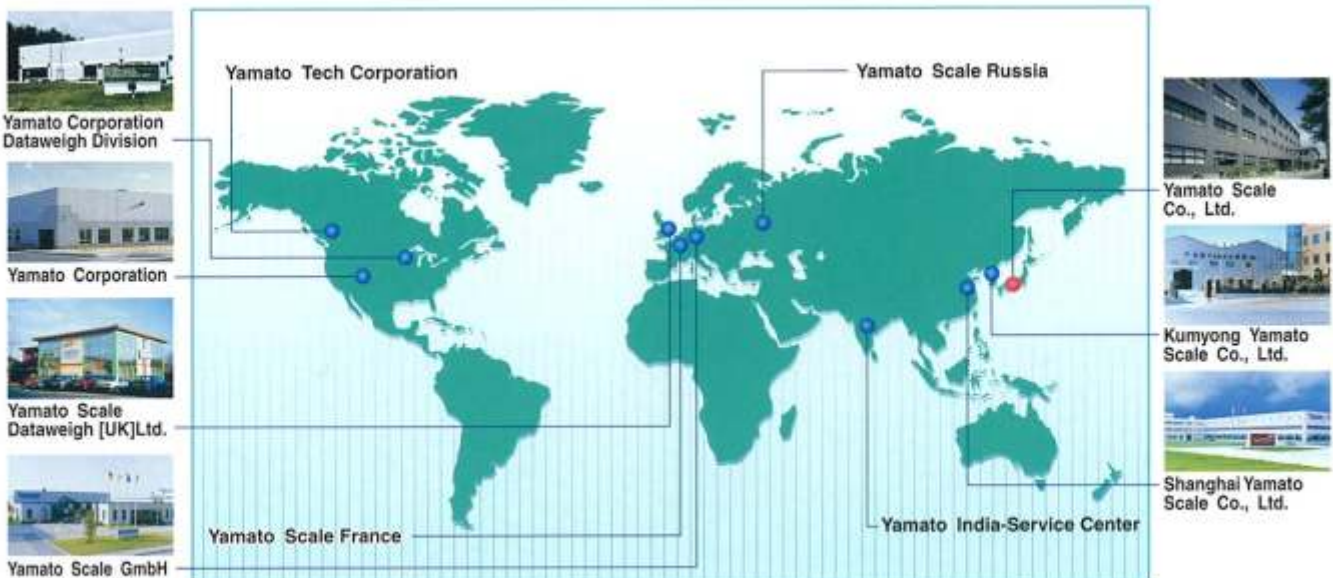 Yamato Tech Corporation
Yamato Scale Russia
Yamato Corporation
Dataweigh Division
Yamato Corporation
Yamato Scale
Dataweigh [UK]Ltd.
Yamato Scale GmbH
Yamato Scale France
Yamato India-Service Center
Yamato Scale
Co., Ltd.
Kumyong Yamato
Scale Co., Ltd.
Shanghai Yamato
Scale Co., Ltd.